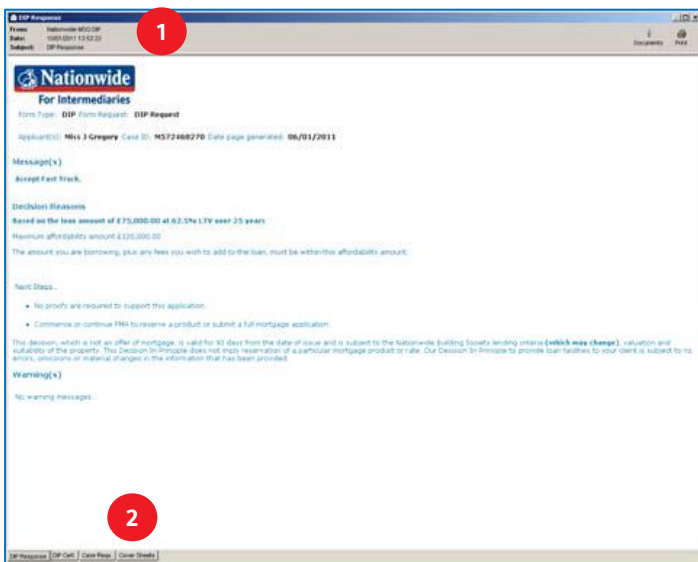 DIP Response
1
From: Nationwide MSO DIP
Date: 10/01/2011 13:53:23
Subject: DIP Response
Documents Print
Nationwide
For Intermediaries
Form Type: DIP Form Request: DIP Request
Applicant(s): Miss J Gregory Case ID: M572468270 Date page generated: 06/01/2011
Message(s)
Accept Fast Track.
Decision Reasons
Based on the loan amount of £75,000.00 at 62.5% LTV over 25 years
Maximum affordability amount £120,000.00
The amount you are borrowing, plus any fees you wish to add to the loan, must be within this affordability amount.
Next Steps...
• No proofs are required to support this application.
• Commence or continue FMA to reserve a product or submit a full mortgage application.
This decision, which is not an offer of mortgage, is valid for 90 days from the date of issue and is subject to the Nationwide Building Society lending criteria (which may change), valuation and
suitability of the property. This Decision In Principle does not imply reservation of a particular mortgage product or rate. Our Decision In Principle to provide loan facilities to your client is subject to no
errors, omissions or material changes in the information that has been provided.
Warning(s)
No warning messages.
2
DIP Response DIP Cert. Case Reqs. Cover Sheets